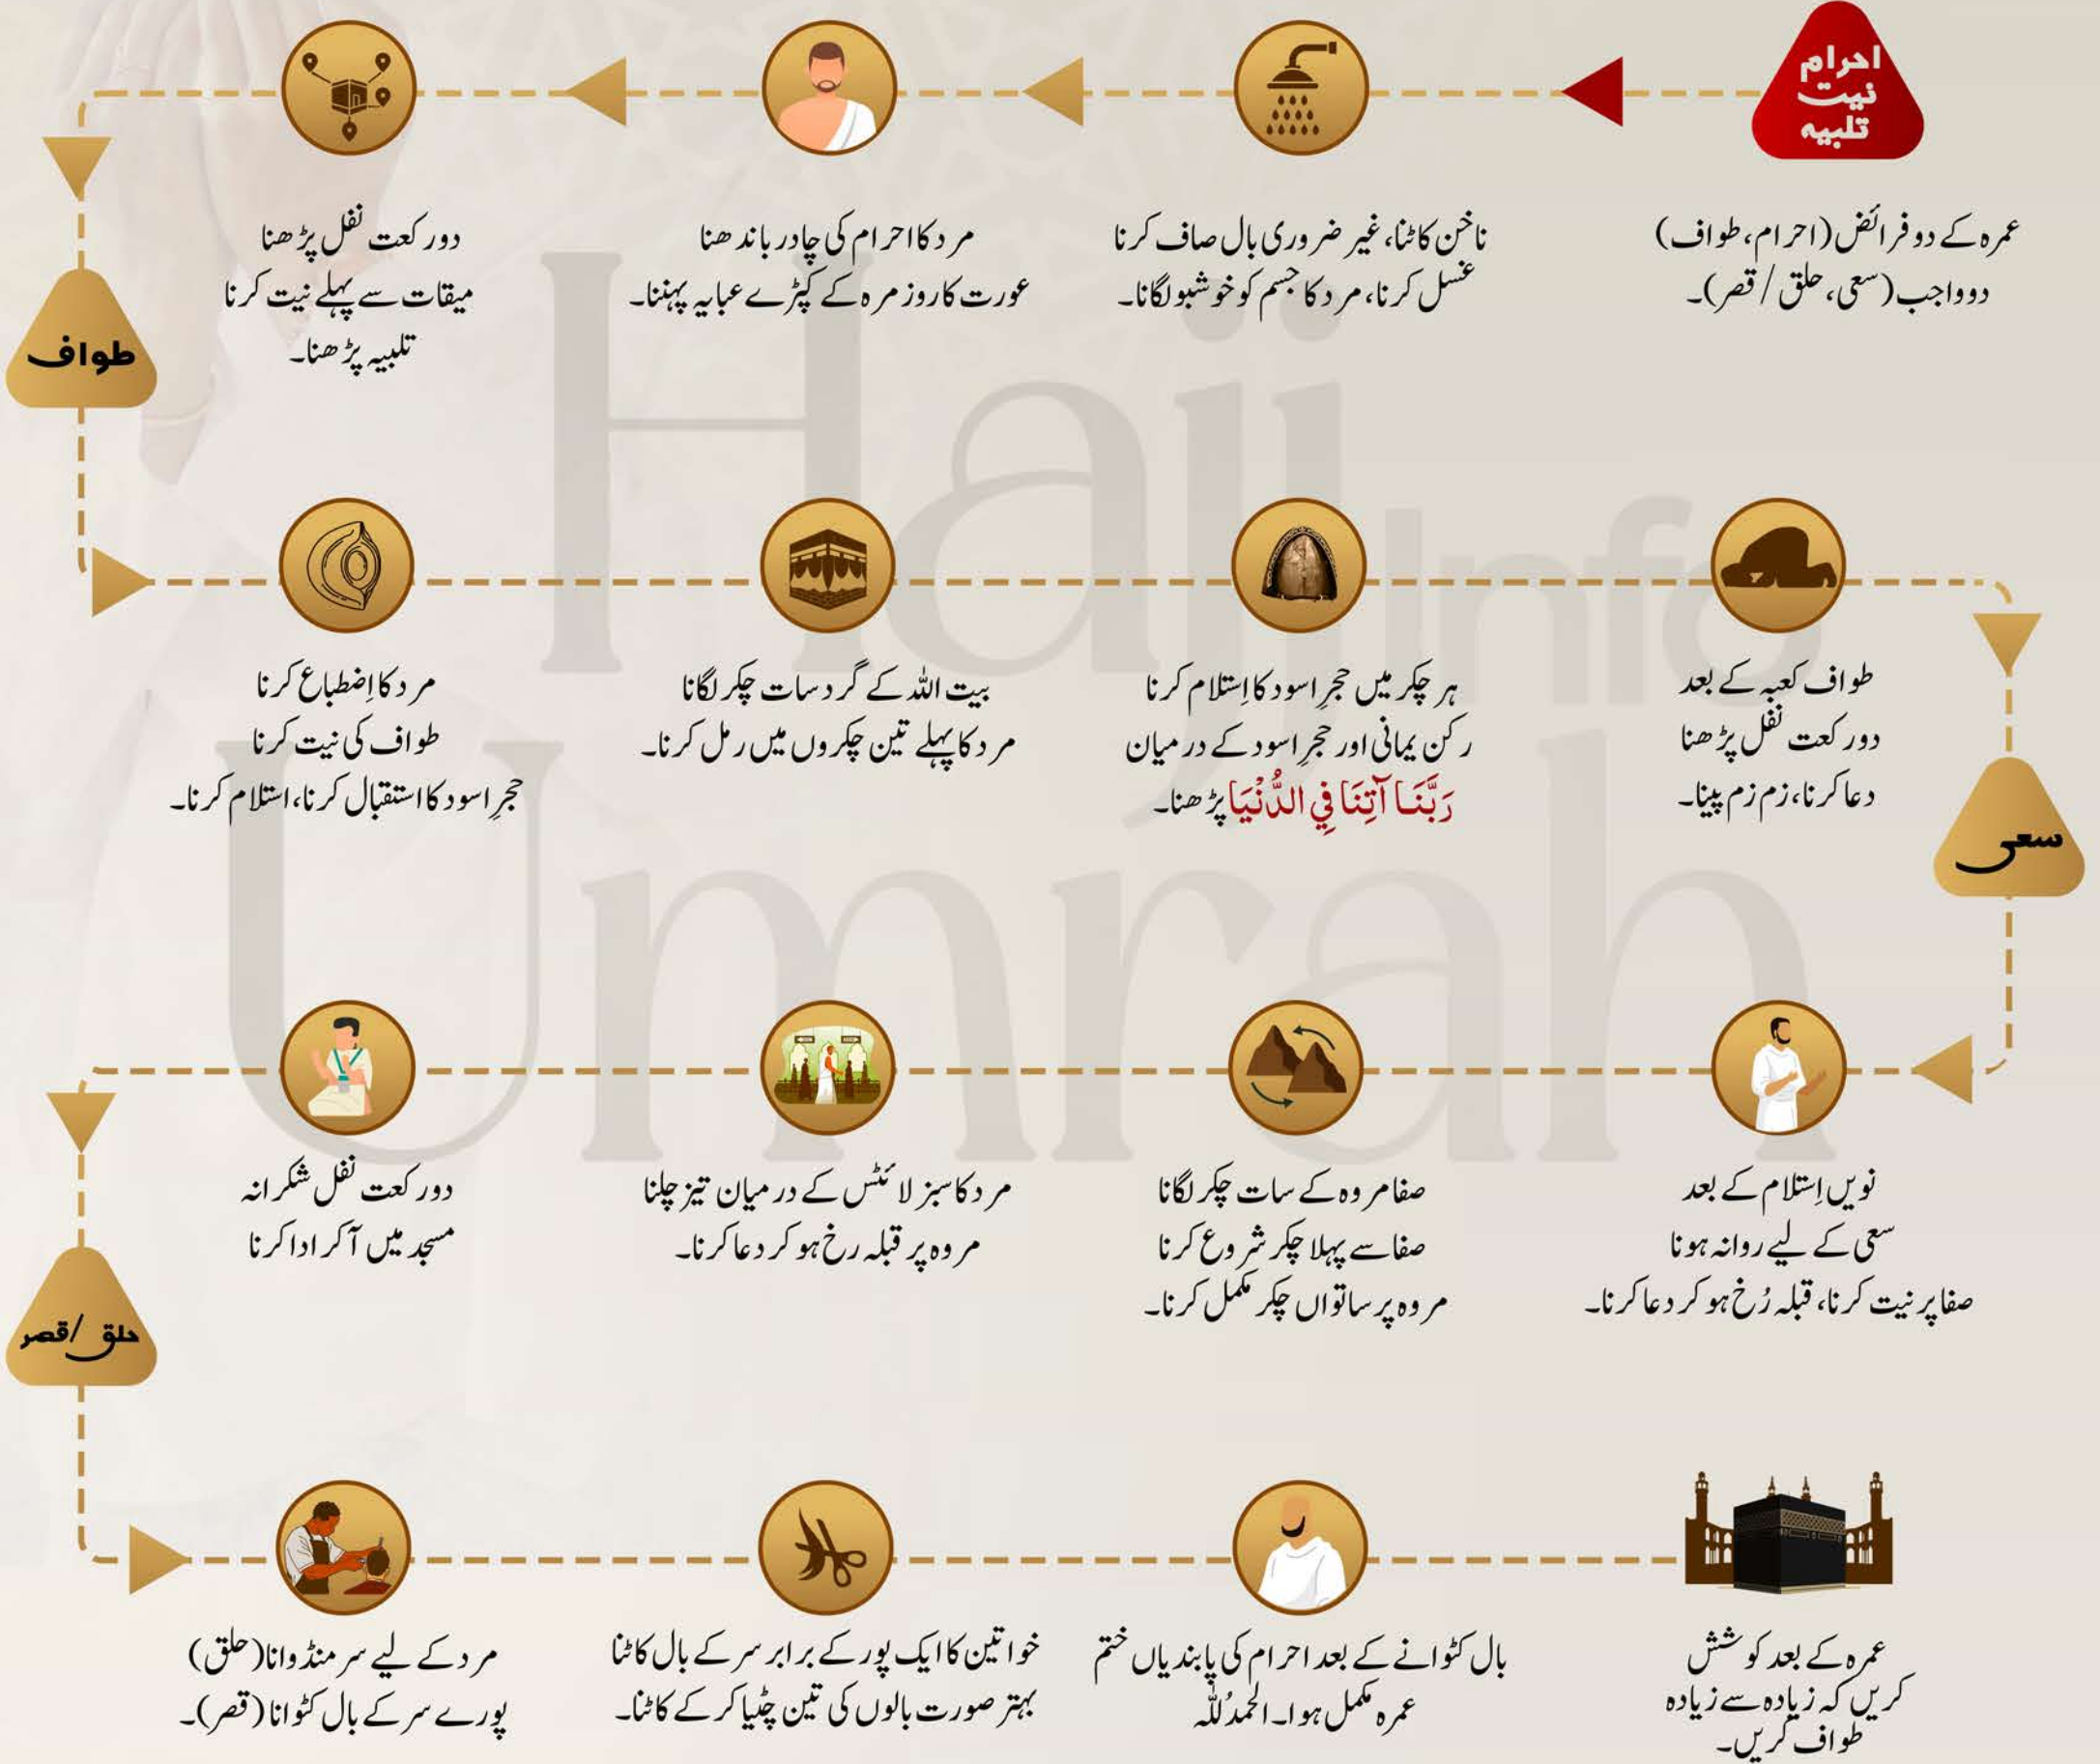 احرام
نیت
تلبیہ
عمرہ کے دو فرائض (احرام، طواف)
دو واجب (سعی، حلق / قصر)۔
ناخن کاٹنا، غیر ضروری بال صاف کرنا
غسل کرنا، مرد کا جسم کو خوشبو لگانا۔
مرد کا احرام کی چادر باندھنا
عورت کا روز مرہ کے کپڑے عبایہ پہننا۔
دو رکعت نفل پڑھنا
میقات سے پہلے نیت کرنا
تلبیہ پڑھنا۔
طواف
مرد کا اِضطباع کرنا
طواف کی نیت کرنا
حجرِ اسود کا استقبال کرنا، استلام کرنا۔
بیت اللہ کے گرد سات چکر لگانا
مرد کا پہلے تین چکروں میں رمل کرنا۔
ہر چکر میں حجرِ اسود کا اِستلام کرنا
رکن یمانی اور حجرِ اسود کے درمیان
رَبَّنَا آتِنَا فِي الدُّنْيَا پڑھنا۔
طواف کعبہ کے بعد
دو رکعت نفل پڑھنا
دعا کرنا، زم زم پینا۔
سعی
نویں اِستلام کے بعد
سعی کے لیے روانہ ہونا
صفا پر نیت کرنا، قبلہ رُخ ہو کر دعا کرنا۔
صفا مروہ کے سات چکر لگانا
صفا سے پہلا چکر شروع کرنا
مروہ پر ساتواں چکر مکمل کرنا۔
مرد کا سبز لائٹس کے درمیان تیز چلنا
مروہ پر قبلہ رخ ہو کر دعا کرنا۔
دو رکعت نفل شکرانہ
مسجد میں آ کر ادا کرنا
حلق / قصر
مرد کے لیے سر منڈوانا (حلق)
پورے سر کے بال کٹوانا (قصر)۔
خواتین کا ایک پور کے برابر سر کے بال کاٹنا
بہتر صورت بالوں کی تین چٹیا کر کے کاٹنا۔
بال کٹوانے کے بعد احرام کی پابندیاں ختم
عمرہ مکمل ہوا۔ الحمدُللہ
عمرہ کے بعد کوشش
کریں کہ زیادہ سے زیادہ
طواف کریں۔
Hajj
Info
Umrah